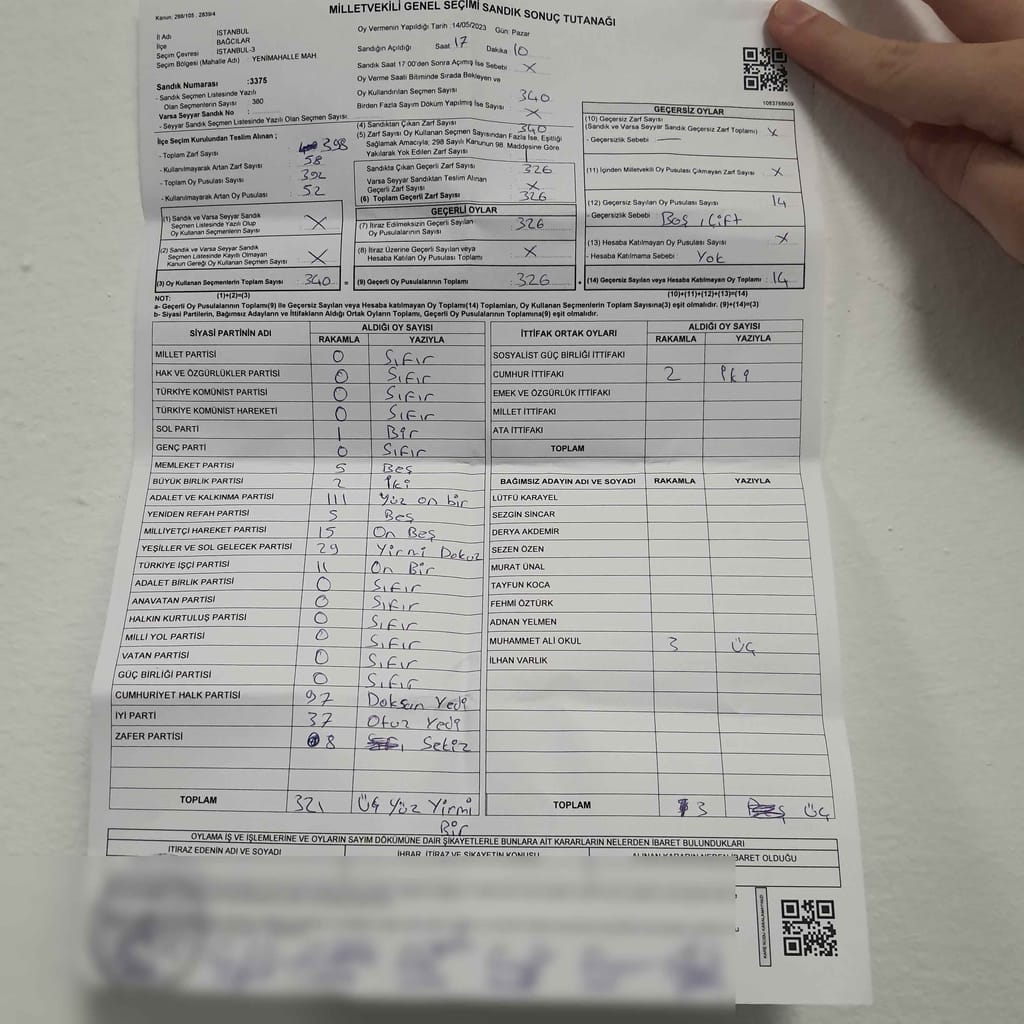 Kanun: 298/105 ; 2839/4
MİLLETVEKİLİ GENEL SEÇİMİ SANDIK SONUÇ TUTANAĞI
İl Adı : İSTANBUL
İlçe : BAĞCILAR
Seçim Çevresi : İSTANBUL-3
Seçim Bölgesi (Mahalle Adı) : YENİMAHALLE MAH
Sandık Numarası : 3375
- Sandık Seçmen Listesinde Yazılı
Olan Seçmenlerin Sayısı : 380
Varsa Seyyar Sandık No :
- Seyyar Sandık Seçmen Listesinde Yazılı Olan Seçmen Sayısı
Oy Vermenin Yapıldığı Tarih : 14/05/2023 Gün: Pazar
Sandığın Açıldığı Saat 17 Dakika 10
Sandık Saat 17 00'den Sonra Açımış İse Sebebi : X
Oy Verme Saati Bitiminde Sırada Bekleyen ve
Oy Kullandırılan Seçmen Sayısı 340
Birden Fazla Sayım Döküm Yapılmış İse Sayısı : X
1083788609
İlçe Seçim Kurulundan Teslim Alınan ;
- Toplam Zarf Sayısı : 398
- Kullanılmayarak Artan Zarf Sayısı : 58
- Toplam Oy Pusulası Sayısı : 392
- Kullanılmayarak Artan Oy Pusulası : 52
(4) Sandıktan Çıkan Zarf Sayısı : 340
(5) Zarf Sayısı Oy Kullanan Seçmen Sayısından Fazla İse, Eşitliği
Sağlamak Amacıyla, 298 Sayılı Kanunun 98. Maddesine Göre
Yakılarak Yok Edilen Zarf Sayısı :
Sandıkta Çıkan Geçerli Zarf Sayısı : 326
Varsa Seyyar Sandıktan Teslim Alınan
Geçerli Zarf Sayısı : X
(6) Toplam Geçerli Zarf Sayısı : 326
GEÇERSİZ OYLAR
(10) Geçersiz Zarf Sayısı
(Sandık ve Varsa Seyyar Sandık Geçersiz Zarf Toplamı) : X
- Geçersizlik Sebebi :
(11) İçinden Milletvekili Oy Pusulası Çıkmayan Zarf Sayısı : X
(12) Geçersiz Sayılan Oy Pusulası Sayısı : 14
- Geçersizlik Sebebi : Boş, çift
(13) Hesaba Katılmayan Oy Pusulası Sayısı : X
- Hesaba Katılmama Sebebi : Yok
(14) Geçersiz Sayılan veya Hesaba Katılmayan Oy Toplamı : 14
(10)+(11)+(12)+(13)=(14)
(1) Sandık ve Varsa Seyyar Sandık
Seçmen Listesinde Yazılı Olup
Oy Kullanan Seçmenlerin Sayısı : X
(2) Sandık ve Varsa Seyyar Sandık
Seçmen Listesinde Kayıtlı Olmayan
Kanun Gereği Oy Kullanan Seçmen Sayısı : X
(3) Oy Kullanan Seçmenlerin Toplam Sayısı : 340 =
(1)+(2)=(3)
GEÇERLİ OYLAR
(7) İtiraz Edilmeksizin Geçerli Sayılan
Oy Pusulalarının Sayısı : 326
(8) İtiraz Üzerine Geçerli Sayılan veya
Hesaba Katılan Oy Pusulası Toplamı : X
(9) Geçerli Oy Pusulalarının Toplamı : 326 +
NOT:
a- Geçerli Oy Pusulalarının Toplamı(9) İle Geçersiz Sayılan veya Hesaba katılmayan Oy Toplamı(14) Toplamları, Oy Kullanan Seçmenlerin Toplam Sayısına(3) eşit olmalıdır. (9)+(14)=(3)
b- Siyasi Partilerin, Bağımsız Adayların ve İttifakların Aldığı Ortak Oyların Toplamı, Geçerli Oy Pusulalarının Toplamına(9) eşit olmalıdır.
SİYASİ PARTİNİN ADI ALDIĞI OY SAYISI
RAKAMLA YAZIYLA
MİLLET PARTİSİ 0 Sıfır
HAK VE ÖZGÜRLÜKLER PARTİSİ 0 Sıfır
TÜRKİYE KOMÜNİST PARTİSİ 0 Sıfır
TÜRKİYE KOMÜNİST HAREKETİ 0 Sıfır
SOL PARTİ 1 Bir
GENÇ PARTİ 0 Sıfır
MEMLEKET PARTİSİ 5 Beş
BÜYÜK BİRLİK PARTİSİ 2 İki
ADALET VE KALKINMA PARTİSİ 111 Yüz on bir
YENİDEN REFAH PARTİSİ 5 Beş
MİLLİYETÇİ HAREKET PARTİSİ 15 On Beş
YEŞİLLER VE SOL GELECEK PARTİSİ 29 Yirmi Dokuz
TÜRKİYE İŞÇİ PARTİSİ 11 On Bir
ADALET BİRLİK PARTİSİ 0 Sıfır
ANAVATAN PARTİSİ 0 Sıfır
HALKIN KURTULUŞ PARTİSİ 0 Sıfır
MİLLİ YOL PARTİSİ 0 Sıfır
VATAN PARTİSİ 0 Sıfır
GÜÇ BİRLİĞİ PARTİSİ 0 Sıfır
CUMHURİYET HALK PARTİSİ 97 Doksan Yedi
İYİ PARTİ 37 Otuz Yedi
ZAFER PARTİSİ 8 Sekiz
TOPLAM 321 Üç Yüz Yirmi
Bir
İTTİFAK ORTAK OYLARI ALDIĞI OY SAYISI
RAKAMLA YAZIYLA
SOSYALİST GÜÇ BİRLİĞİ İTTİFAKI
CUMHUR İTTİFAKI 2 İki
EMEK VE ÖZGÜRLÜK İTTİFAKI
MİLLET İTTİFAKI
ATA İTTİFAKI
TOPLAM
BAĞIMSIZ ADAYIN ADI VE SOYADI RAKAMLA YAZIYLA
LÜTFÜ KARAYEL
SEZGİN SİNCAR
DERYA AKDEMİR
SEZEN ÖZEN
MURAT ÜNAL
TAYFUN KOCA
FEHMİ ÖZTÜRK
ADNAN YELMEN
MUHAMMET ALİ OKUL 3 Üç
İLHAN VARLIK
TOPLAM 3 Üç
OYLAMA İŞ VE İŞLEMLERİNE VE OYLARIN SAYIM DÖKÜMÜNE DAİR ŞİKAYETLERLE BUNLARA AİT KARARLARIN NELERDEN İBARET BULUNDUKLARI
İTİRAZ EDENİN ADI VE SOYADI İHBAR, İTİRAZ VE ŞİKAYETİN KONUSU ALINAN KARARIN NEDEN İBARET OLDUĞU